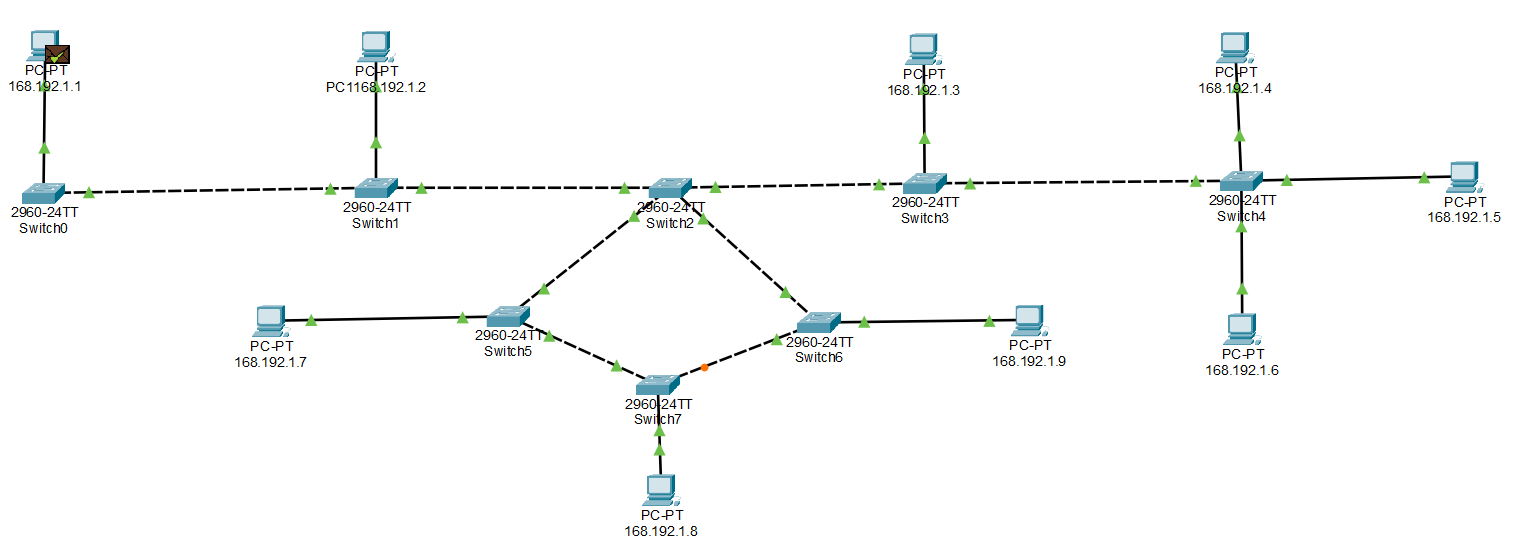 PC-PT
168.192.1.1
PC-PT
PC1168.192.1.2
PC-PT
168.192.1.3
PC-PT
168.192.1.4
2960-24TT
Switch0
2960-24TT
Switch1
2960-24TT
Switch2
2960-24TT
Switch3
2960-24TT
Switch4
PC-PT
168.192.1.5
PC-PT
168.192.1.7
2960-24TT
Switch5
2960-24TT
Switch6
PC-PT
168.192.1.9
PC-PT
168.192.1.6
2960-24TT
Switch7
PC-PT
168.192.1.8